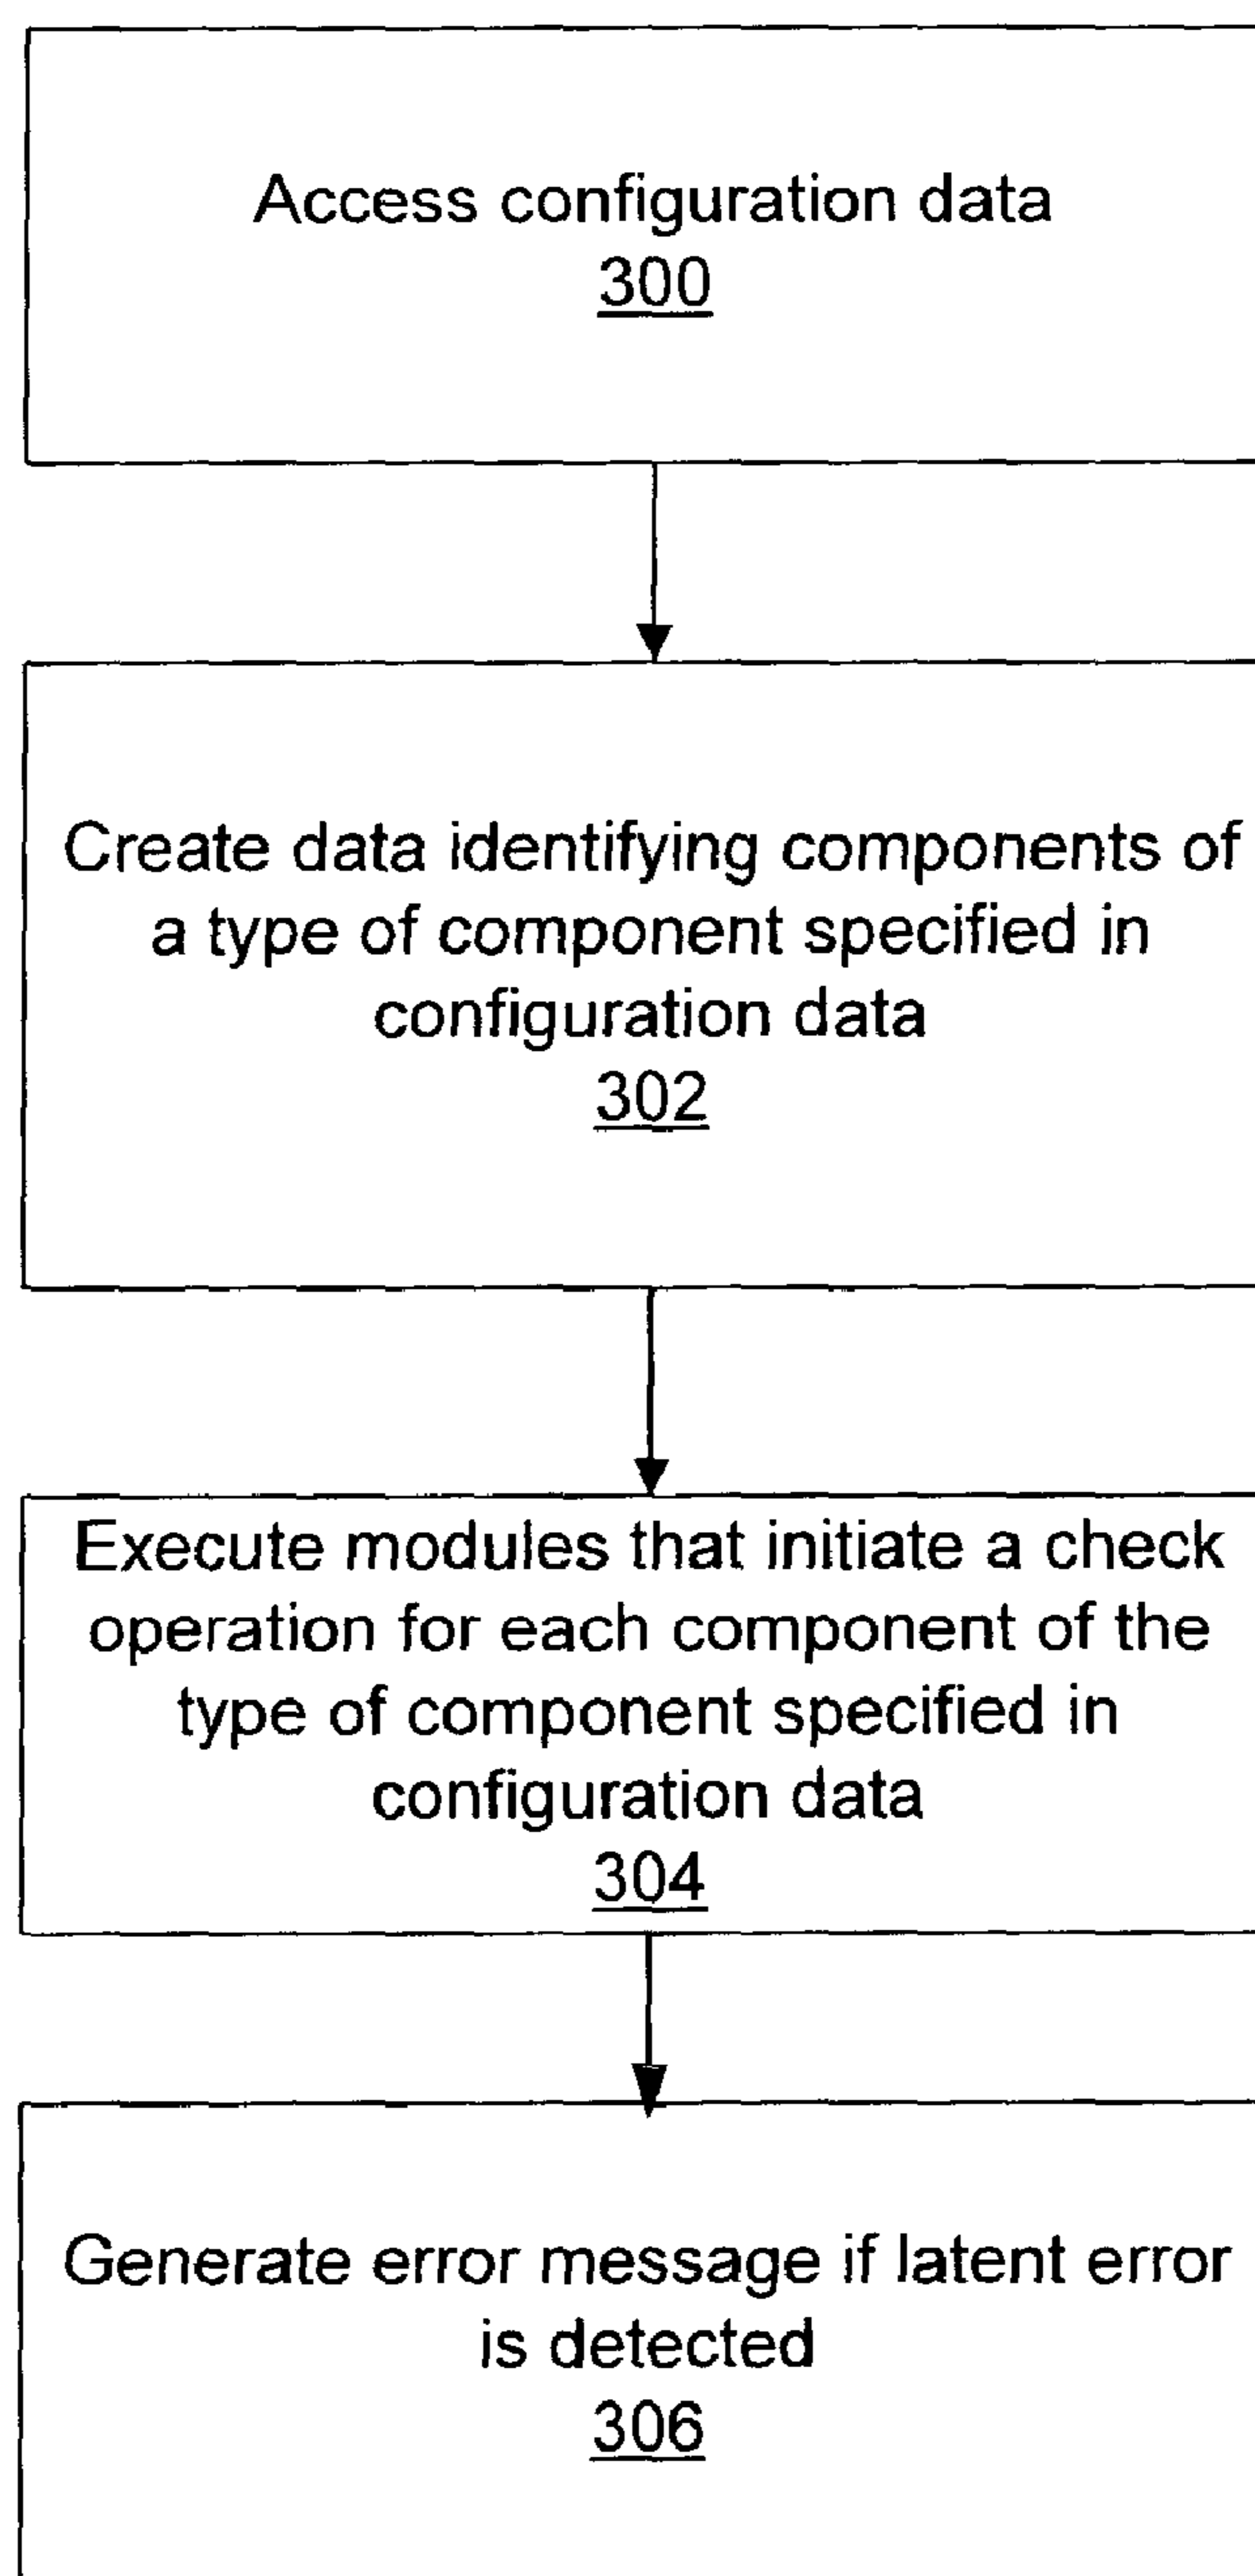 Access configuration data
300
Create data identifying components of
a type of component specified in
configuration data
302
Execute modules that initiate a check
operation for each component of the
type of component specified in
configuration data
304
Generate error message if latent error
is detected
306